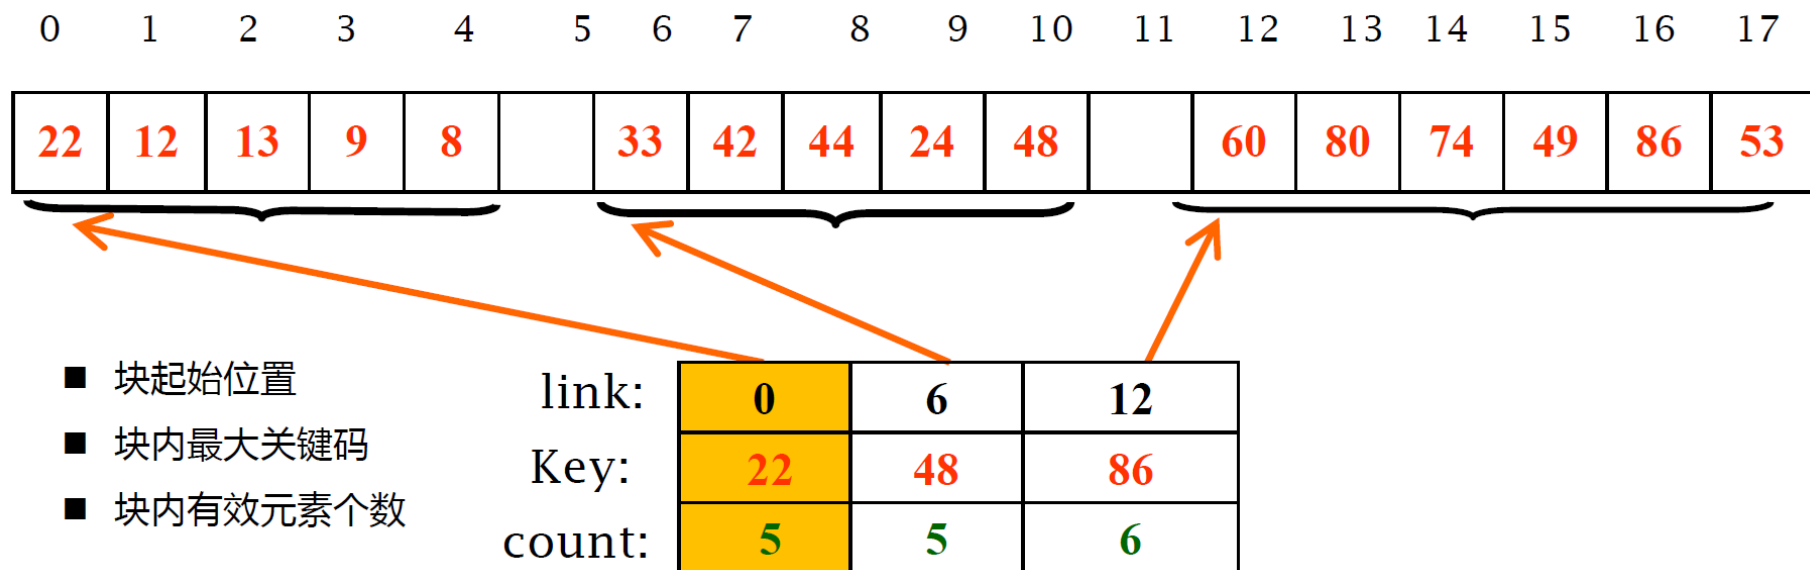 0 1 2 3 4 5 6 7 8 9 10 11 12 13 14 15 16 17
22 12 13 9 8 33 42 44 24 48 60 80 74 49 86 53
■ 块起始位置
■ 块内最大关键码
■ 块内有效元素个数
link: 0 6 12
Key: 22 48 86
count: 5 5 6